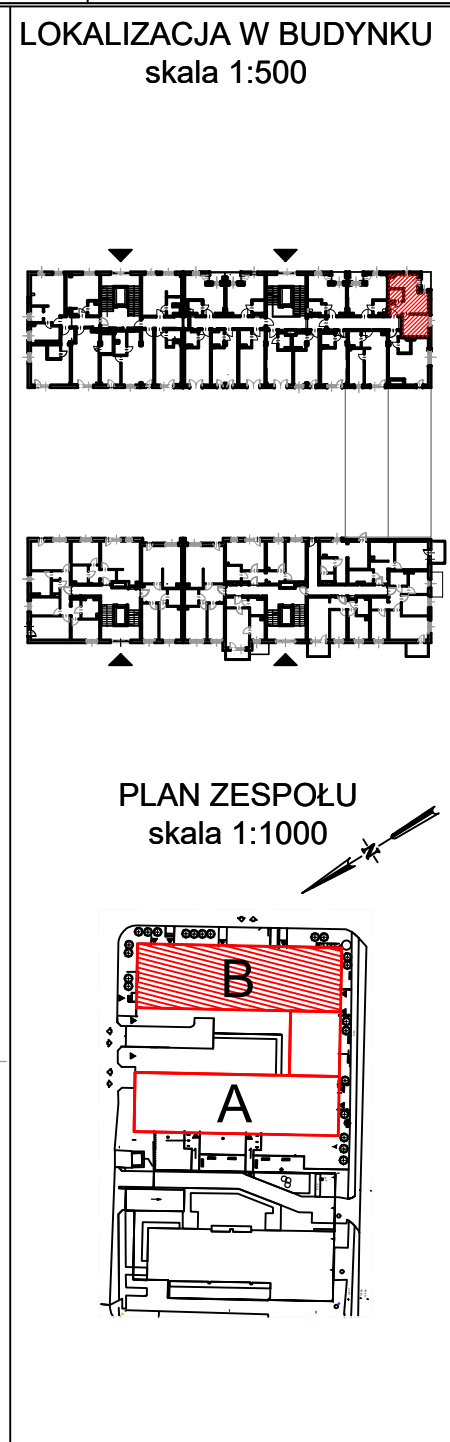 LOKALIZACJA W BUDYNKU
skala 1:500
PLAN ZESPOŁU
skala 1:1000
N
B
A